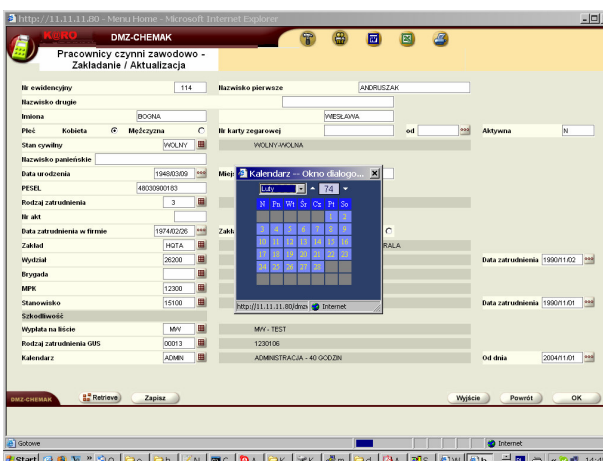 http://11.11.11.80 - Menu Home - Microsoft Internet Explorer
KORO DMZ-CHEMAK
Pracownicy czynni zawodowo -
Zakładanie / Aktualizacja
Nr ewidencyjny 114 Nazwisko pierwsze ANDRUSZAK
Nazwisko drugie
Imiona BOGNA WIESŁAWA
Płeć Kobieta Mężczyzna Nr karty zegarowej od Aktywna N
Stan cywilny WOLNY WOLNY-WOLNA
Nazwisko panieńskie
Data urodzenia 1948/03/09 Miejs
PESEL 48030900183
Rodzaj zatrudnienia 3
Nr akt
Data zatrudnienia w firmie 1974/02/26 Zakła
Zakład HQTA RALA
Wydział 26200 Data zatrudnienia 1990/11/02
Brygada
MPK 12300
Stanowisko 15100 Data zatrudnienia 1990/11/01
Szkodliwość
Wypłata na liście MW MW - TEST
Rodzaj zatrudnienia GUS 00013 1230106
Kalendarz ADMIN ADMINISTRACJA - 40 GODZIN Od dnia 2004/11/01
Kalendarz -- Okno dialogo...
Luty 74
N Pn Wt Śr Cz Pt So
1 2
3 4 5 6 7 8 9
10 11 12 13 14 15 16
17 18 19 20 21 22 23
24 25 26 27 28
http://11.11.11.80/dmz Internet
DMZ-CHEMAK Retrieve Zapisz Wyjście Powrót OK
Gotowe Internet
Start